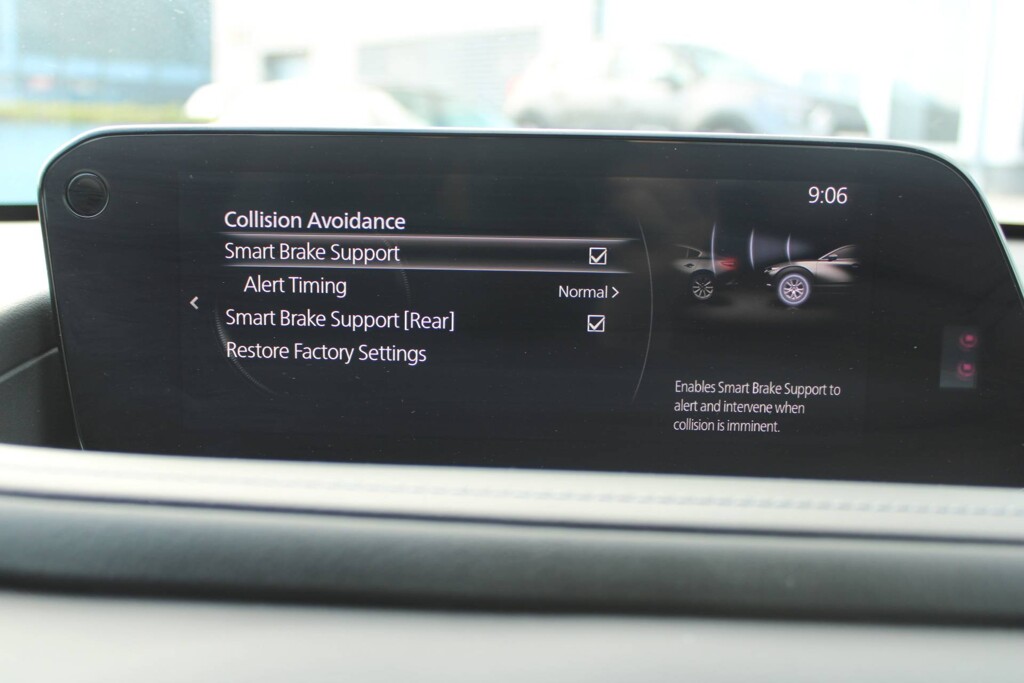 9:06
Collision Avoidance
Smart Brake Support
Alert Timing Normal >
Smart Brake Support [Rear]
Restore Factory Settings
Enables Smart Brake Support to
alert and intervene when
collision is imminent.